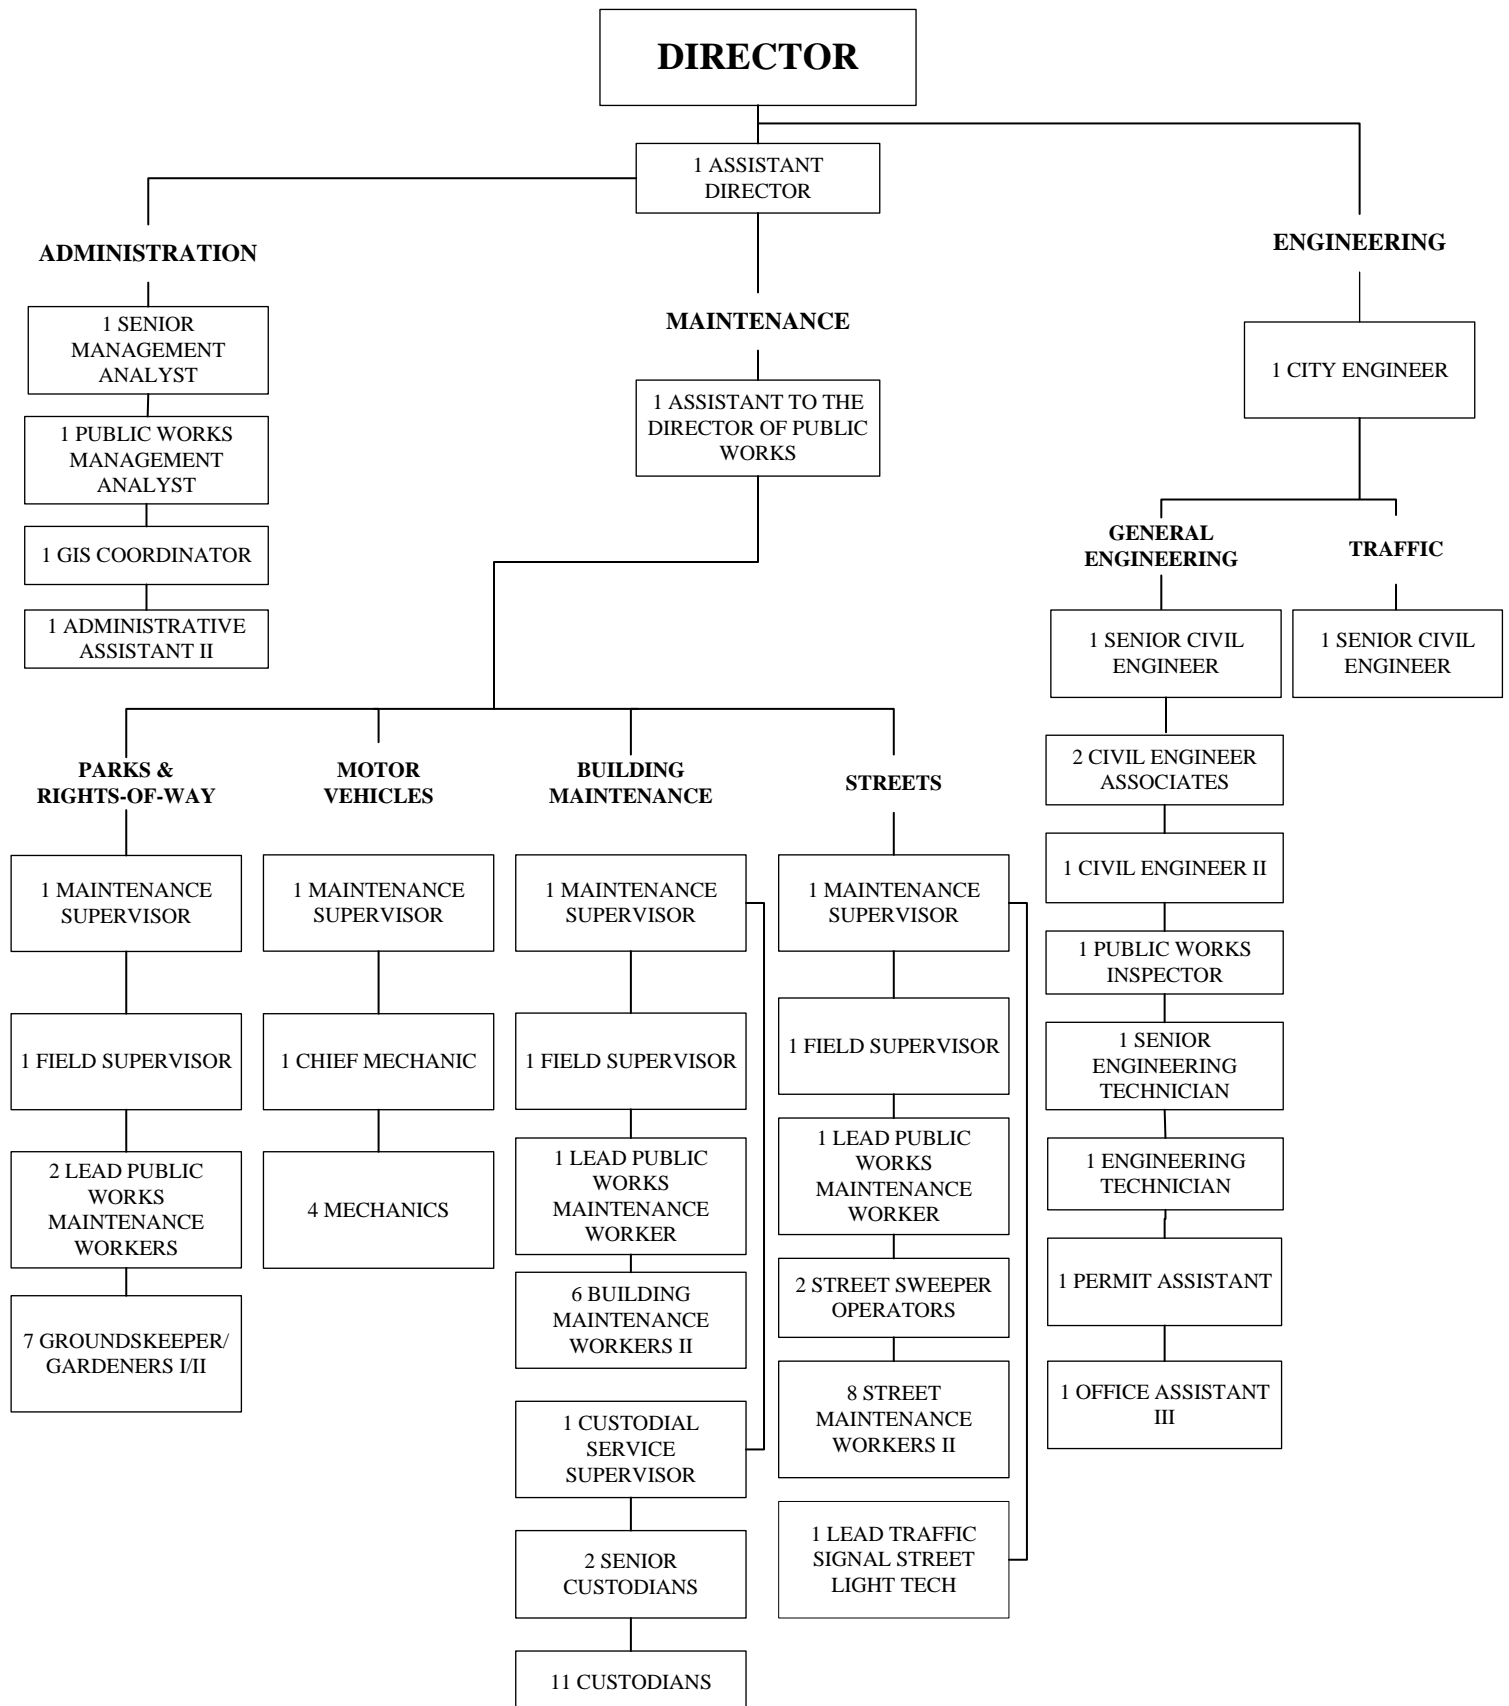 DIRECTOR
1 ASSISTANT
DIRECTOR
ADMINISTRATION
1 SENIOR
MANAGEMENT
ANALYST
1 PUBLIC WORKS
MANAGEMENT
ANALYST
1 GIS COORDINATOR
1 ADMINISTRATIVE
ASSISTANT II
MAINTENANCE
1 ASSISTANT TO THE
DIRECTOR OF PUBLIC
WORKS
PARKS &
RIGHTS-OF-WAY
1 MAINTENANCE
SUPERVISOR
1 FIELD SUPERVISOR
2 LEAD PUBLIC
WORKS
MAINTENANCE
WORKERS
7 GROUNDSKEEPER/
GARDENERS I/II
MOTOR
VEHICLES
1 MAINTENANCE
SUPERVISOR
1 CHIEF MECHANIC
4 MECHANICS
BUILDING
MAINTENANCE
1 MAINTENANCE
SUPERVISOR
1 FIELD SUPERVISOR
1 LEAD PUBLIC
WORKS
MAINTENANCE
WORKER
6 BUILDING
MAINTENANCE
WORKERS II
1 CUSTODIAL
SERVICE
SUPERVISOR
2 SENIOR
CUSTODIANS
11 CUSTODIANS
STREETS
1 MAINTENANCE
SUPERVISOR
1 FIELD SUPERVISOR
1 LEAD PUBLIC
WORKS
MAINTENANCE
WORKER
2 STREET SWEEPER
OPERATORS
8 STREET
MAINTENANCE
WORKERS II
1 LEAD TRAFFIC
SIGNAL STREET
LIGHT TECH
ENGINEERING
1 CITY ENGINEER
GENERAL
ENGINEERING
1 SENIOR CIVIL
ENGINEER
2 CIVIL ENGINEER
ASSOCIATES
1 CIVIL ENGINEER II
1 PUBLIC WORKS
INSPECTOR
1 SENIOR
ENGINEERING
TECHNICIAN
1 ENGINEERING
TECHNICIAN
1 PERMIT ASSISTANT
1 OFFICE ASSISTANT
III
TRAFFIC
1 SENIOR CIVIL
ENGINEER